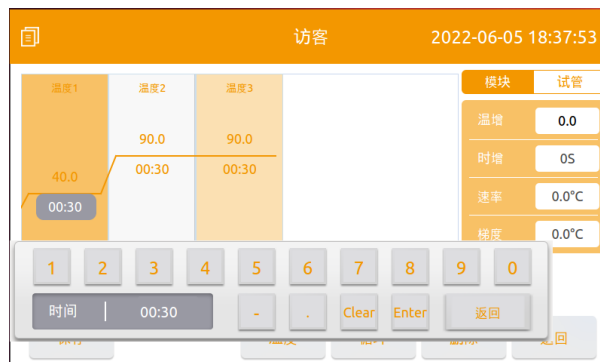 访客
2022-06-05 18:37:53
温度1 温度2 温度3
模块 试管
温增 0.0
90.0 90.0
时增 0S
40.0 00:30 00:30
速率 0.0℃
00:30
梯度 0.0℃
1 2 3 4 5 6 7 8 9 0
时间 00:30 - . Clear Enter 返回
返回